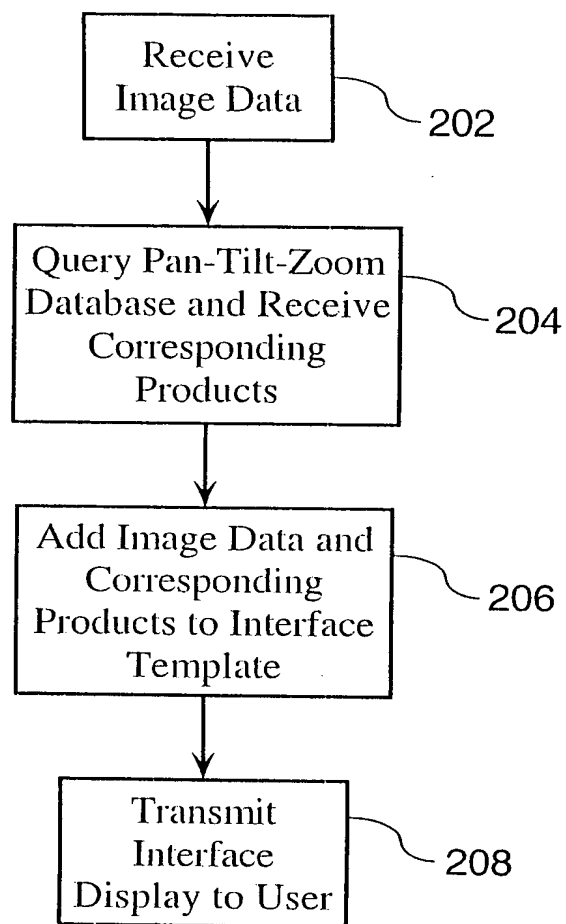 Receive
Image Data
202
Query Pan-Tilt-Zoom
Database and Receive
Corresponding
Products
204
Add Image Data and
Corresponding
Products to Interface
Template
206
Transmit
Interface
Display to User
208